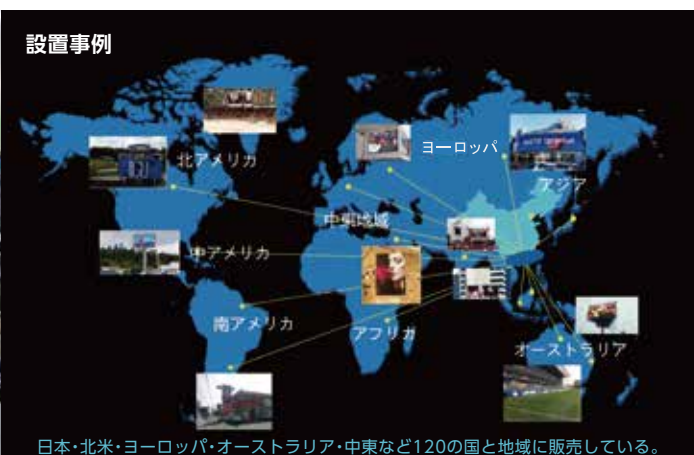 設置事例
北アメリカ
ヨーロッパ
アジア
中東地域
中アメリカ
南アメリカ
アフリカ
オーストラリア
日本・北米・ヨーロッパ・オーストラリア・中東など120の国と地域に販売している。